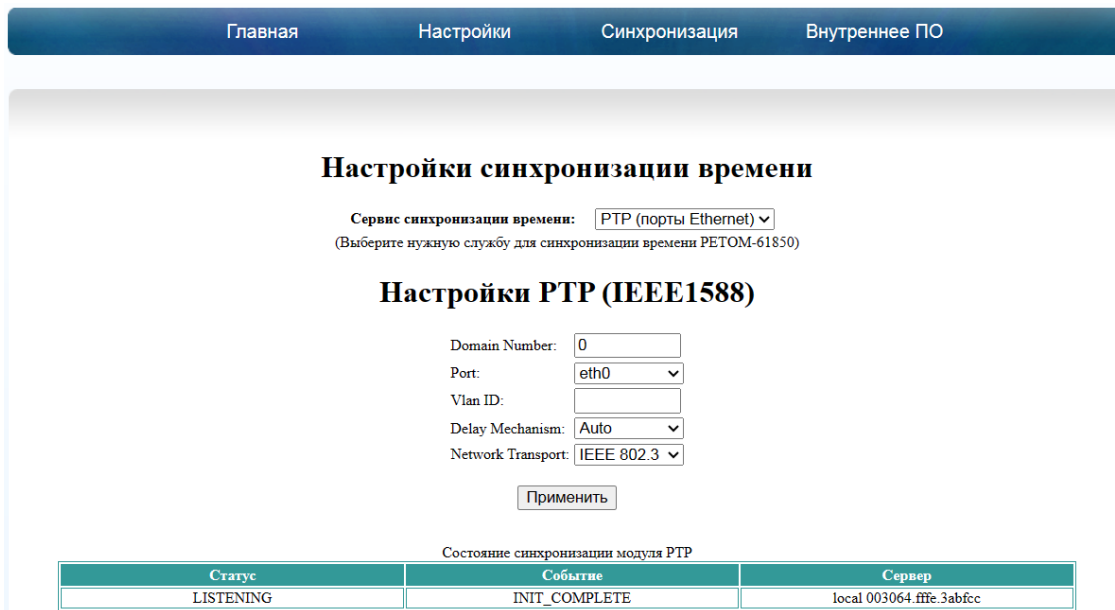 Главная Настройки Синхронизация Внутреннее ПО
Настройки синхронизации времени
Сервис синхронизации времени: PTP (порты Ethernet)
(Выберите нужную службу для синхронизации времени РЕТОМ-61850)
Настройки PTP (IEEE1588)
Domain Number: 0
Port: eth0
Vlan ID:
Delay Mechanism: Auto
Network Transport: IEEE 802.3
Применить
Состояние синхронизации модуля PTP
Статус Событие Сервер
LISTENING INIT_COMPLETE local 003064.fffe.3abfcc